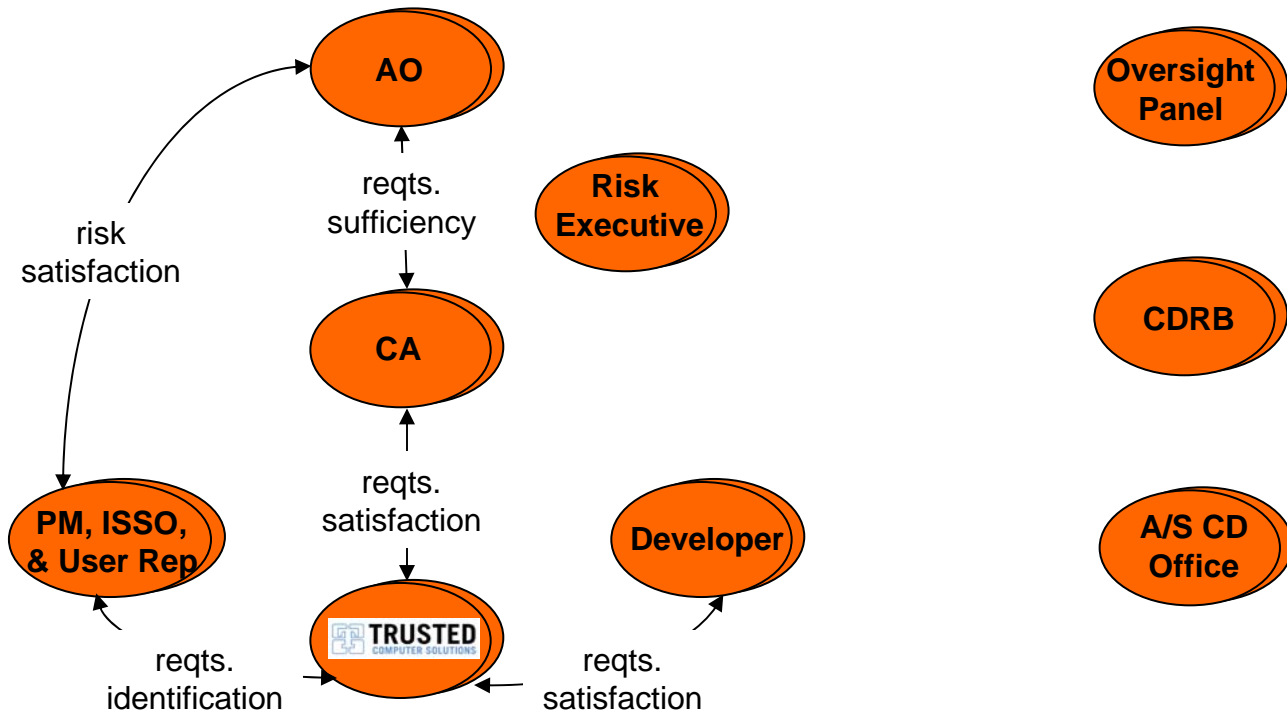 AO
Oversight
Panel
reqts.
sufficiency
Risk
Executive
risk
satisfaction
CA
CDRB
reqts.
satisfaction
PM, ISSO,
& User Rep
Developer
A/S CD
Office
TRUSTED
COMPUTER SOLUTIONS
reqts.
identification
reqts.
satisfaction